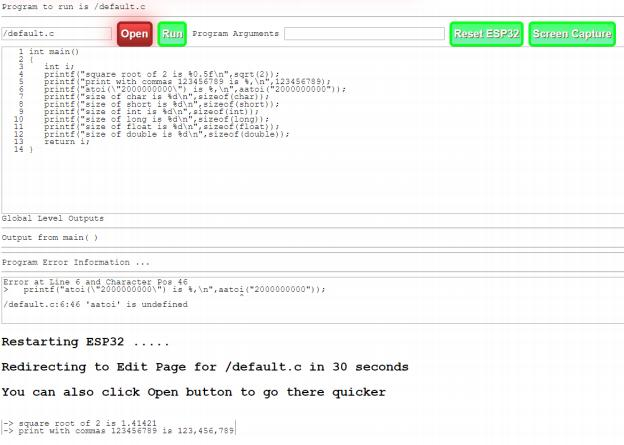 Program to run is /default.c
/default.c Open Run Program Arguments Reset ESP32 Screen Capture
1 int main()
2 {
3    int i;
4    printf("square root of 2 is %0.5f\n",sqrt(2));
5    printf("print with commas 123456789 is %,\n",123456789);
6    printf("atoi(\"2000000000\") is %,\n",aatoi("2000000000"));
7    printf("size of char is %d\n",sizeof(char));
8    printf("size of short is %d\n",sizeof(short));
9    printf("size of int is %d\n",sizeof(int));
10    printf("size of long is %d\n",sizeof(long));
11    printf("size of float is %d\n",sizeof(float));
12    printf("size of double is %d\n",sizeof(double));
13    return i;
14 }
Global Level Outputs
Output from main( )
Program Error Information ...
Error at Line 6 and Character Pos 46
>   printf("atoi(\"2000000000\") is %,\n",aatoi("2000000000"));
^
/default.c:6:46 'aatoi' is undefined
Restarting ESP32 .....
Redirecting to Edit Page for /default.c in 30 seconds
You can also click Open button to go there quicker
-> square root of 2 is 1.41421
-> print with commas 123456789 is 123,456,789